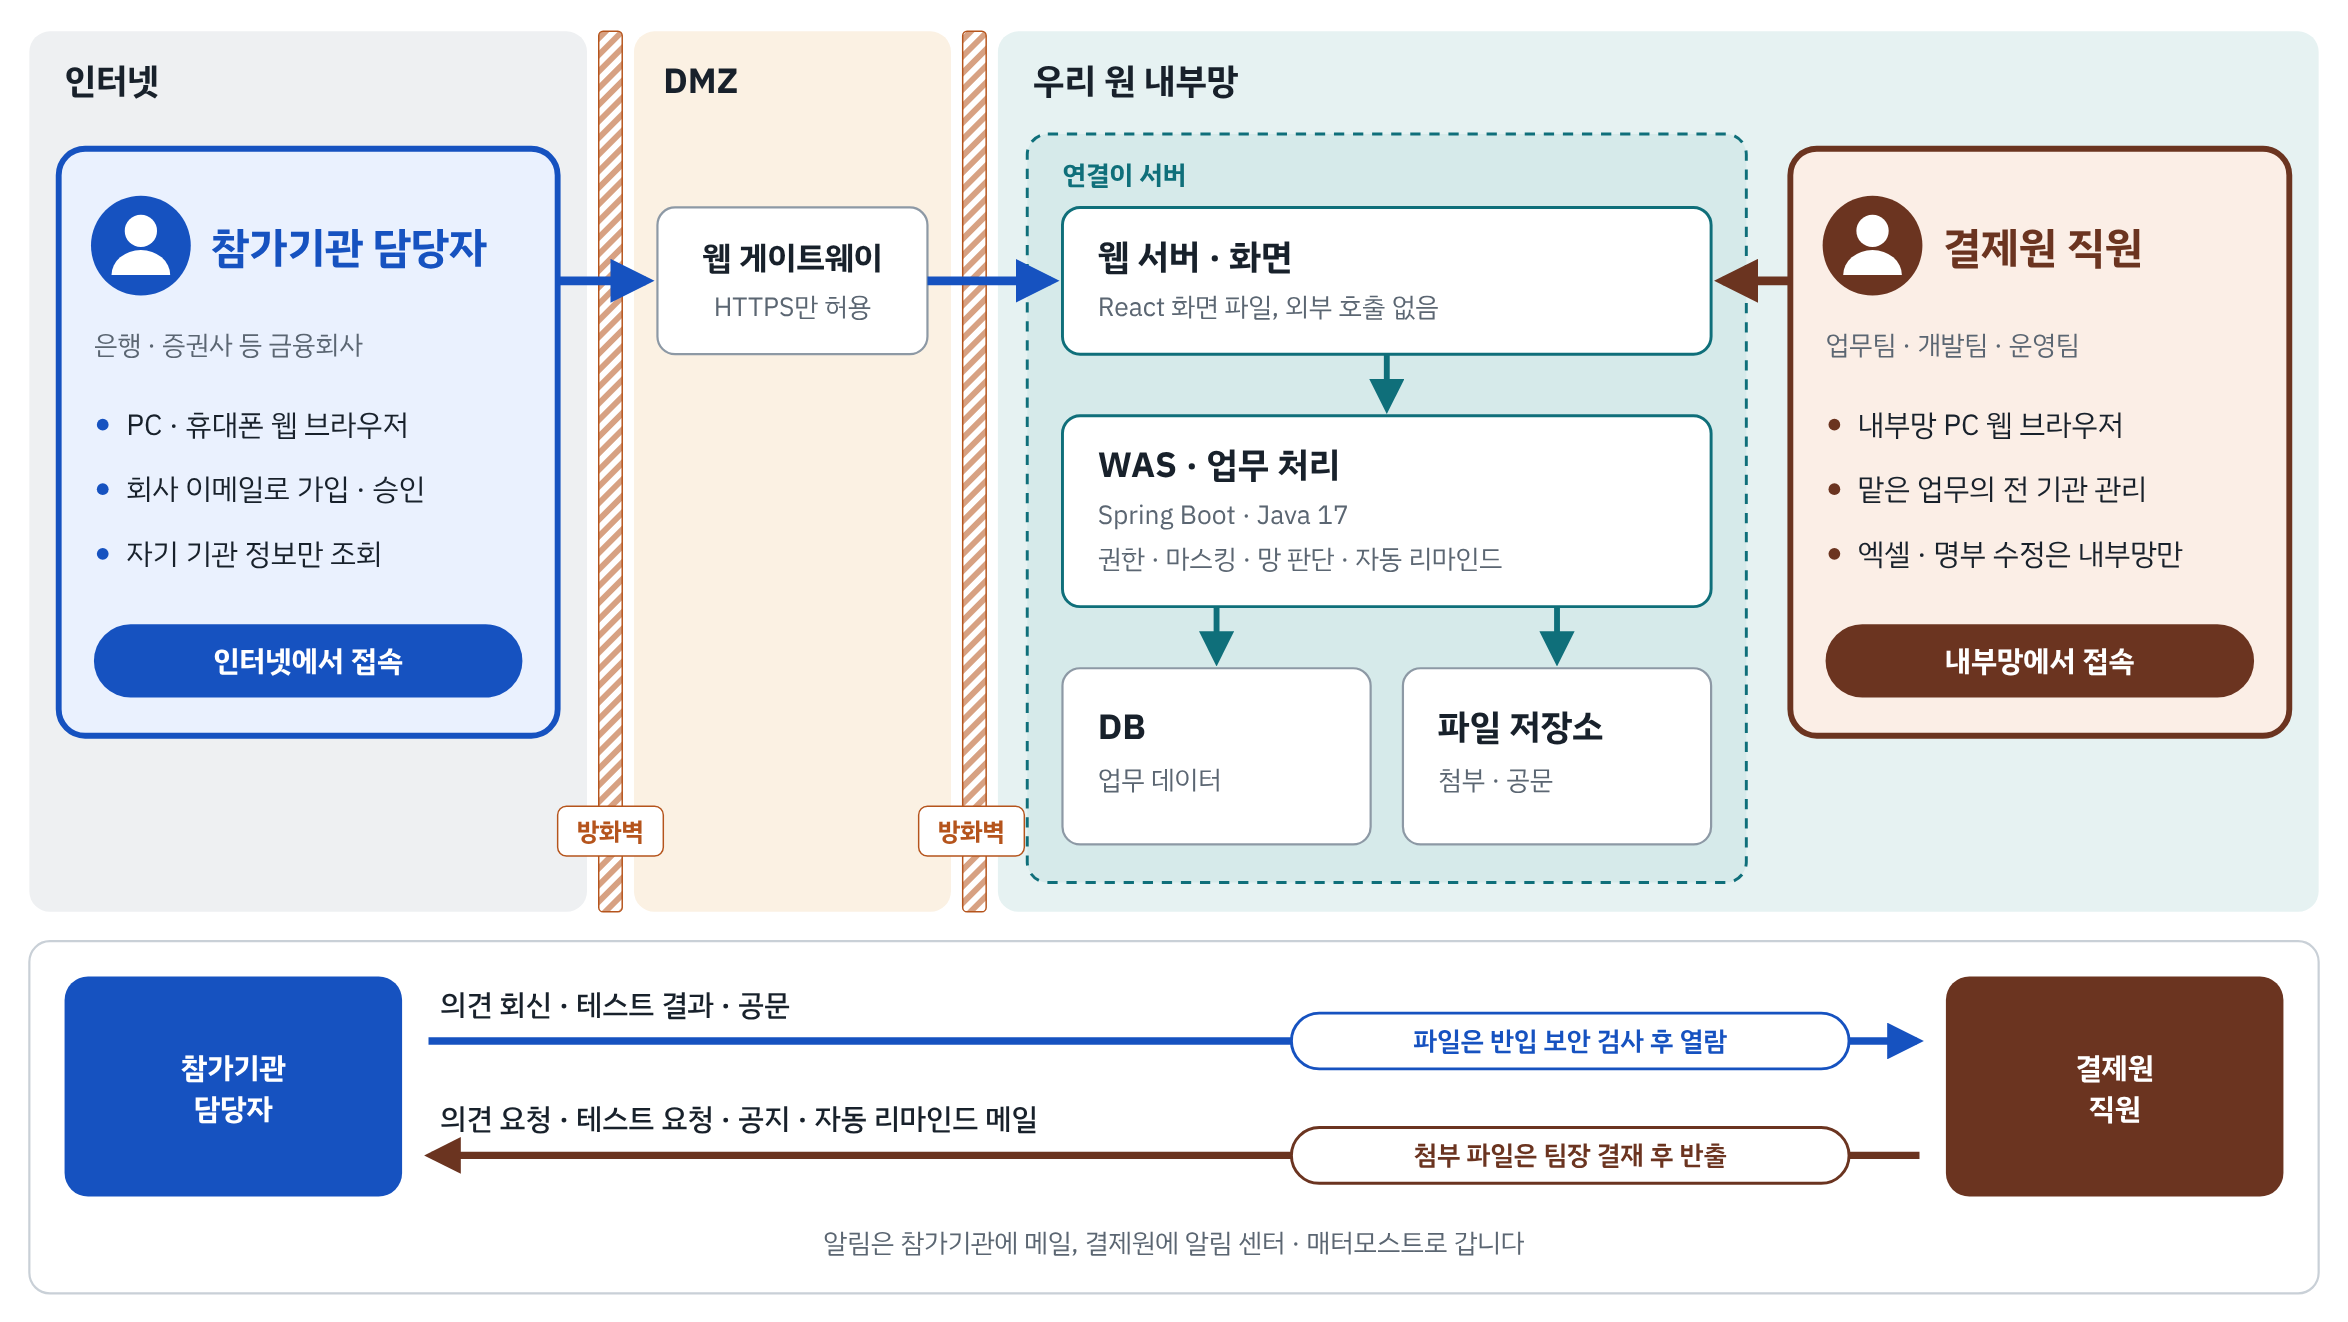 인터넷
참가기관 담당자
은행 · 증권사 등 금융회사
PC · 휴대폰 웹 브라우저
회사 이메일로 가입 · 승인
자기 기관 정보만 조회
인터넷에서 접속
방화벽
DMZ
웹 게이트웨이
HTTPS만 허용
방화벽
우리 원 내부망
연결이 서버
웹 서버 · 화면
React 화면 파일, 외부 호출 없음
WAS · 업무 처리
Spring Boot · Java 17
권한 · 마스킹 · 망 판단 · 자동 리마인드
DB
업무 데이터
파일 저장소
첨부 · 공문
결제원 직원
업무팀 · 개발팀 · 운영팀
내부망 PC 웹 브라우저
맡은 업무의 전 기관 관리
엑셀 · 명부 수정은 내부망만
내부망에서 접속
참가기관
담당자
의견 회신 · 테스트 결과 · 공문
파일은 반입 보안 검사 후 열람
의견 요청 · 테스트 요청 · 공지 · 자동 리마인드 메일
첨부 파일은 팀장 결재 후 반출
결제원
직원
알림은 참가기관에 메일, 결제원에 알림 센터 · 매터모스트로 갑니다